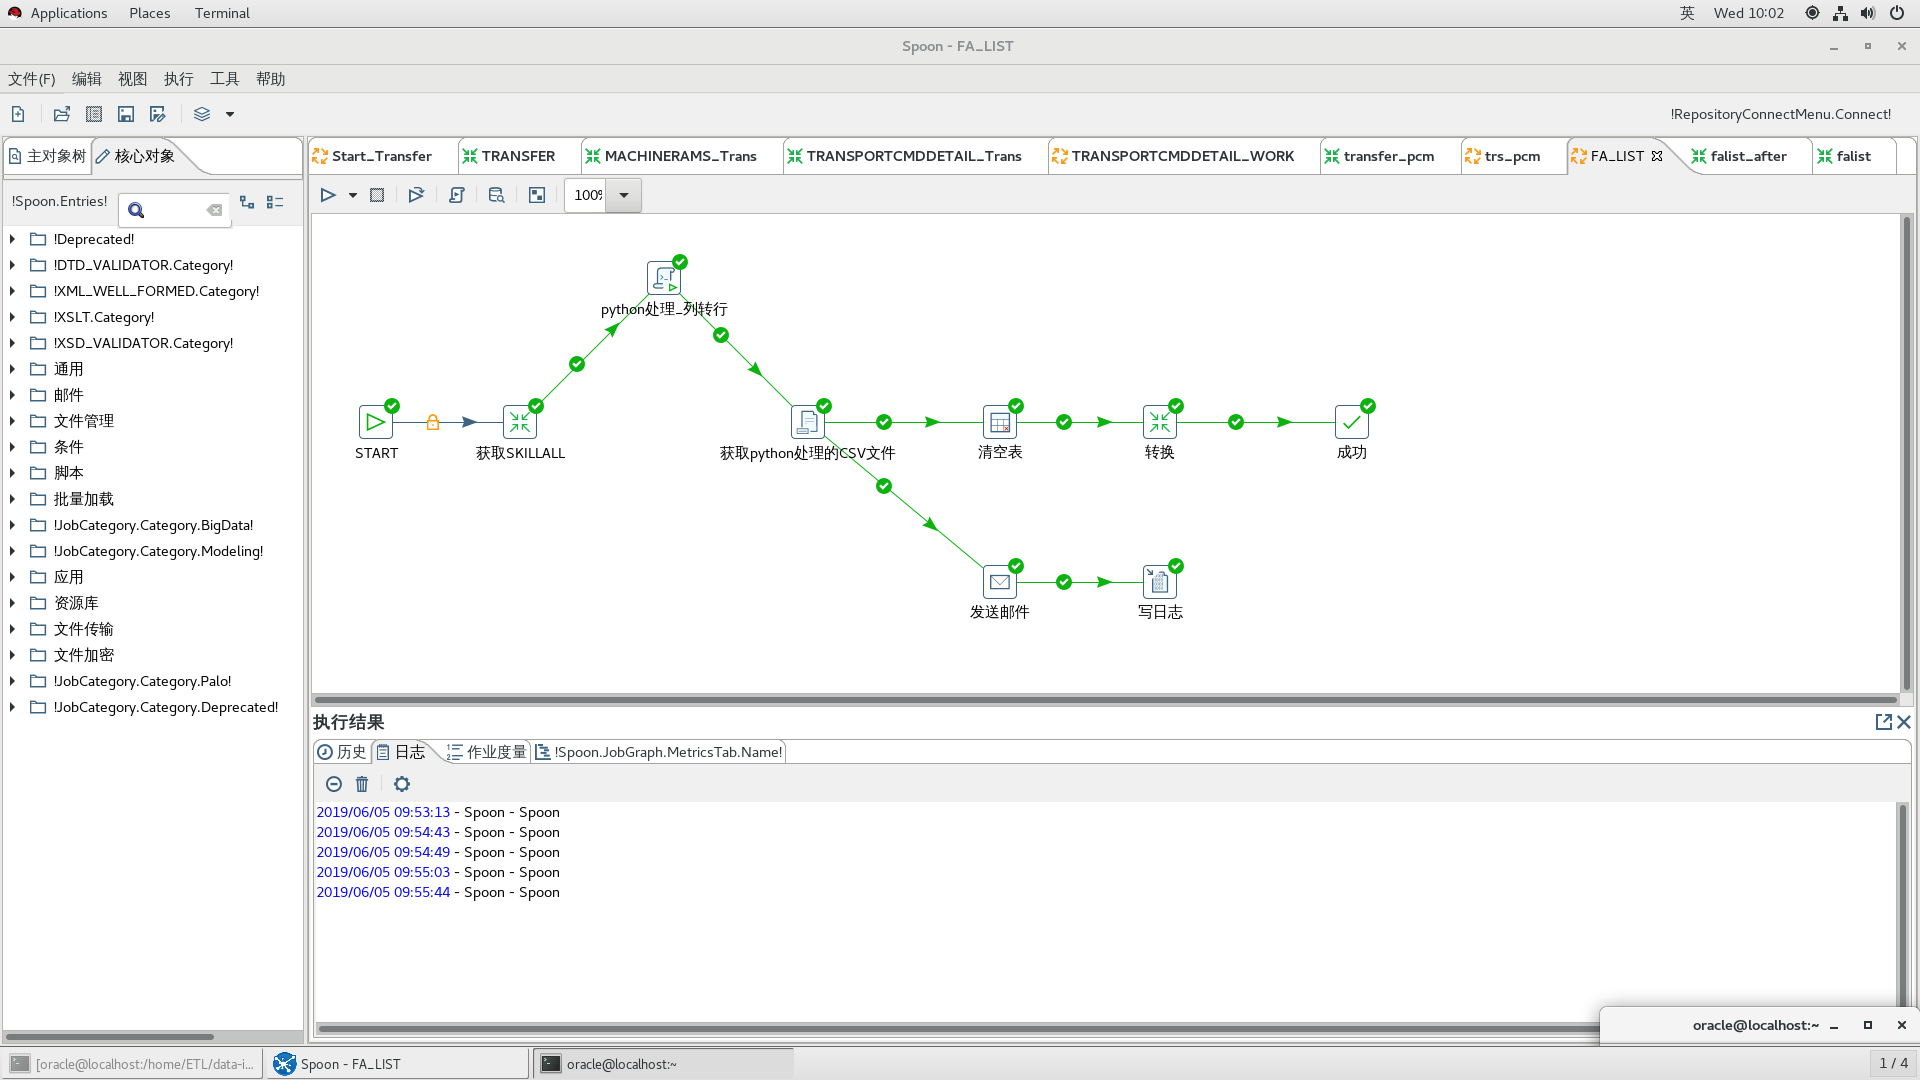 Applications Places Terminal 英 Wed 10:02
Spoon - FA_LIST
文件(F) 编辑 视图 执行 工具 帮助
!RepositoryConnectMenu.Connect!
主对象树 核心对象
Start_Transfer TRANSFER MACHINERAMS_Trans TRANSPORTCMDDETAIL_Trans TRANSPORTCMDDETAIL_WORK transfer_pcm trs_pcm FA_LIST falist_after falist
!Spoon.Entries!
100%
!Deprecated!
!DTD_VALIDATOR.Category!
!XML_WELL_FORMED.Category!
!XSLT.Category!
!XSD_VALIDATOR.Category!
通用
邮件
文件管理
条件
脚本
批量加载
!JobCategory.Category.BigData!
!JobCategory.Category.Modeling!
应用
资源库
文件传输
文件加密
!JobCategory.Category.Palo!
!JobCategory.Category.Deprecated!
python处理_列转行
START 获取SKILLALL 获取python处理的CSV文件 清空表 转换 成功
发送邮件 写日志
执行结果
历史 日志 作业度量 !Spoon.JobGraph.MetricsTab.Name!
2019/06/05 09:53:13 - Spoon - Spoon
2019/06/05 09:54:43 - Spoon - Spoon
2019/06/05 09:54:49 - Spoon - Spoon
2019/06/05 09:55:03 - Spoon - Spoon
2019/06/05 09:55:44 - Spoon - Spoon
oracle@localhost:~
[oracle@localhost:/home/ETL/data-i... Spoon - FA_LIST oracle@localhost:~ 1 / 4